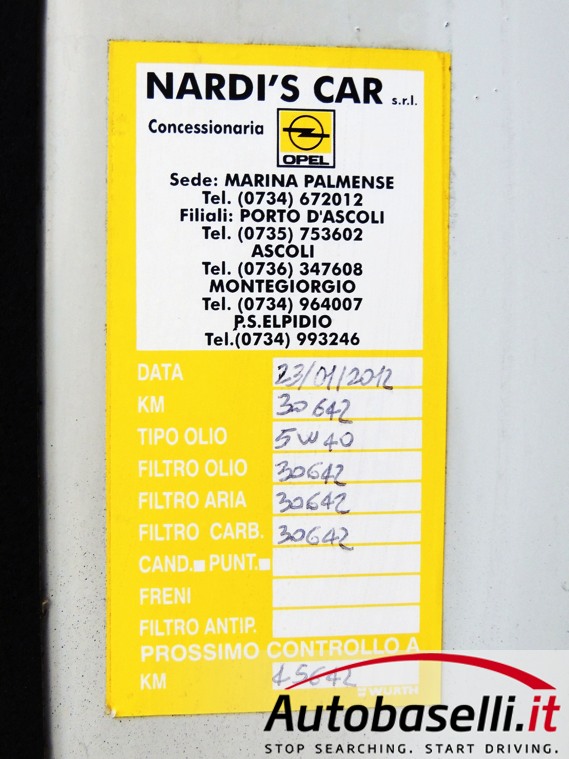 NARDI'S CAR s.r.l.
Concessionaria
OPEL
Sede: MARINA PALMENSE
Tel. (0734) 672012
Filiali: PORTO D'ASCOLI
Tel. (0735) 753602
ASCOLI
Tel. (0736) 347608
MONTEGIORGIO
Tel. (0734) 964007
P.S.ELPIDIO
Tel.(0734) 993246
DATA 23/01/2012
KM 30642
TIPO OLIO 5W40
FILTRO OLIO 30642
FILTRO ARIA 30642
FILTRO CARB. 30642
CAND. PUNT.
FRENI
FILTRO ANTIP.
PROSSIMO CONTROLLO A
KM 45642
WÜRTH
Autobaselli.it
STOP SEARCHING. START DRIVING.